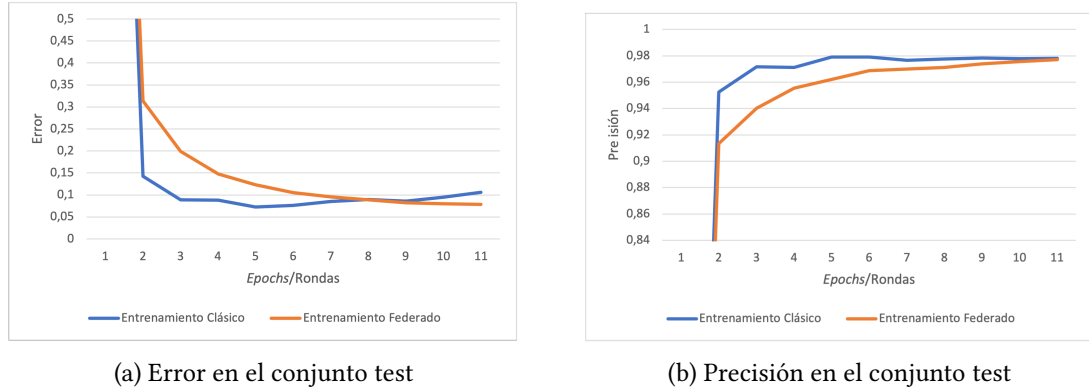 0,5
0,45
0,4
0,35
0,3
0,25
0,2
0,15
0,1
0,05
0
Error
1 2 3 4 5 6 7 8 9 10 11
Epochs/Rondas
Entrenamiento Clásico Entrenamiento Federado
(a) Error en el conjunto test
1
0,98
0,96
0,94
0,92
0,9
0,88
0,86
0,84
Pre isión
1 2 3 4 5 6 7 8 9 10 11
Epochs/Rondas
Entrenamiento Clásico Entrenamiento Federado
(b) Precisión en el conjunto test